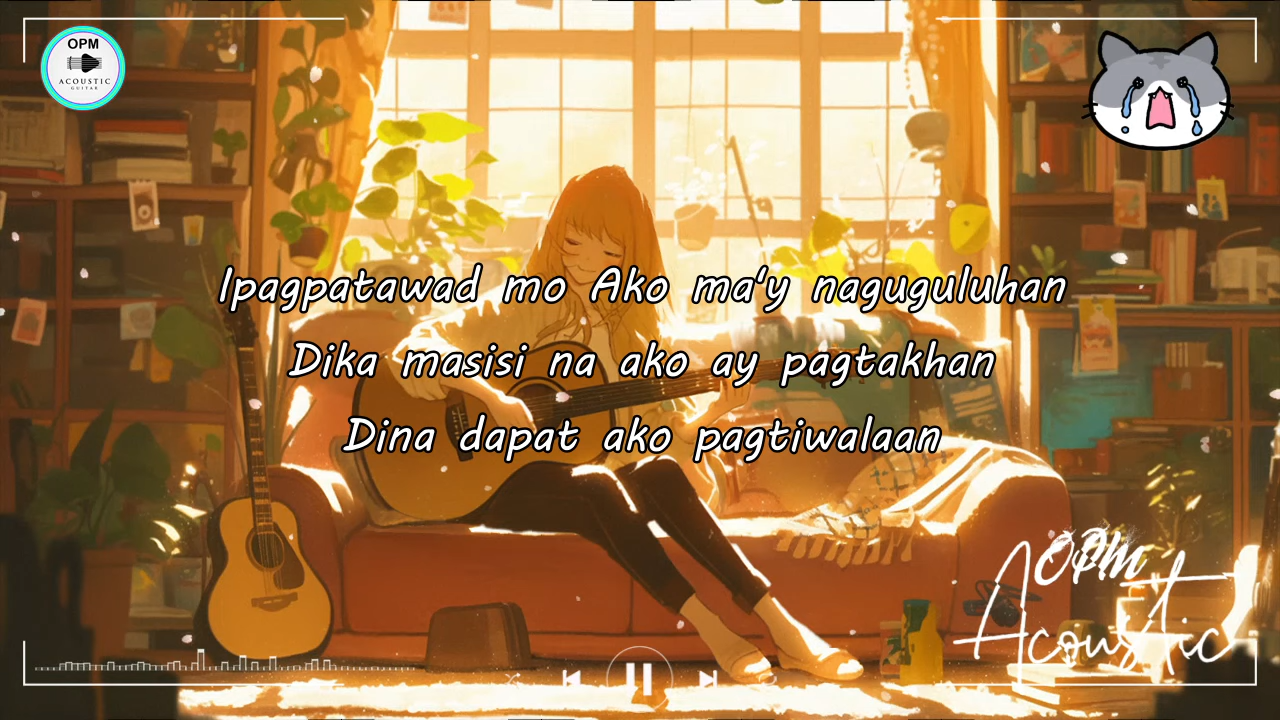 OPM
ACOUSTIC
GUITAR
Ipagpatawad mo Ako ma‘y naguguluhan
Dika masisi na ako ay pagtakhan
Dina dapat ako pagtiwalaan
OPM
Acoustic